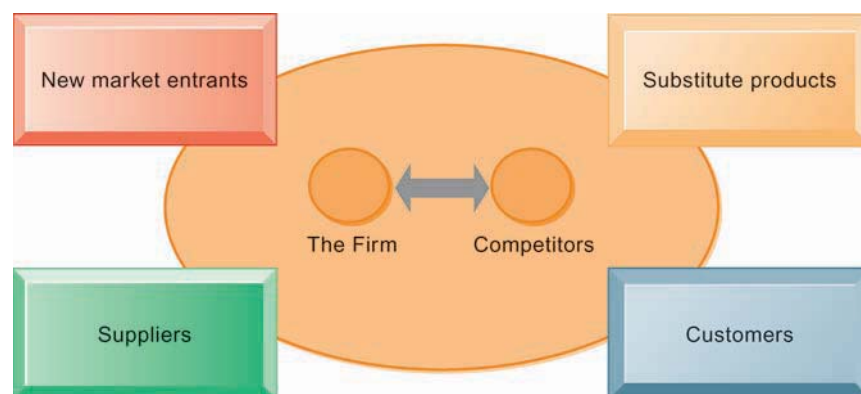 New market entrants
Substitute products
The Firm
Competitors
Suppliers
Customers